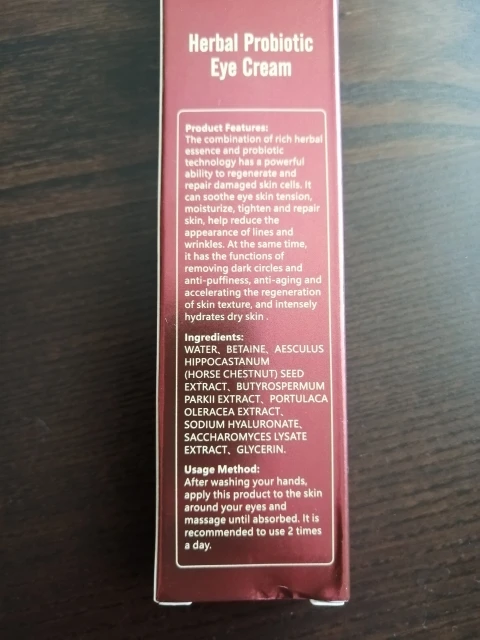 Herbal Probiotic
Eye Cream
Product Features:
The combination of rich herbal
essence and probiotic
technology has a powerful
ability to regenerate and
repair damaged skin cells. It
can soothe eye skin tension,
moisturize, tighten and repair
skin, help reduce the
appearance of lines and
wrinkles. At the same time,
it has the functions of
removing dark circles and
anti-puffiness, anti-aging and
accelerating the regeneration
of skin texture, and intensely
hydrates dry skin .
Ingredients:
WATER、BETAINE、AESCULUS
HIPPOCASTANUM
(HORSE CHESTNUT) SEED
EXTRACT、BUTYROSPERMUM
PARKII EXTRACT、PORTULACA
OLERACEA EXTRACT、
SODIUM HYALURONATE、
SACCHAROMYCES LYSATE
EXTRACT、GLYCERIN.
Usage Method:
After washing your hands,
apply this product to the skin
around your eyes and
massage until absorbed. It is
recommended to use 2 times
a day.